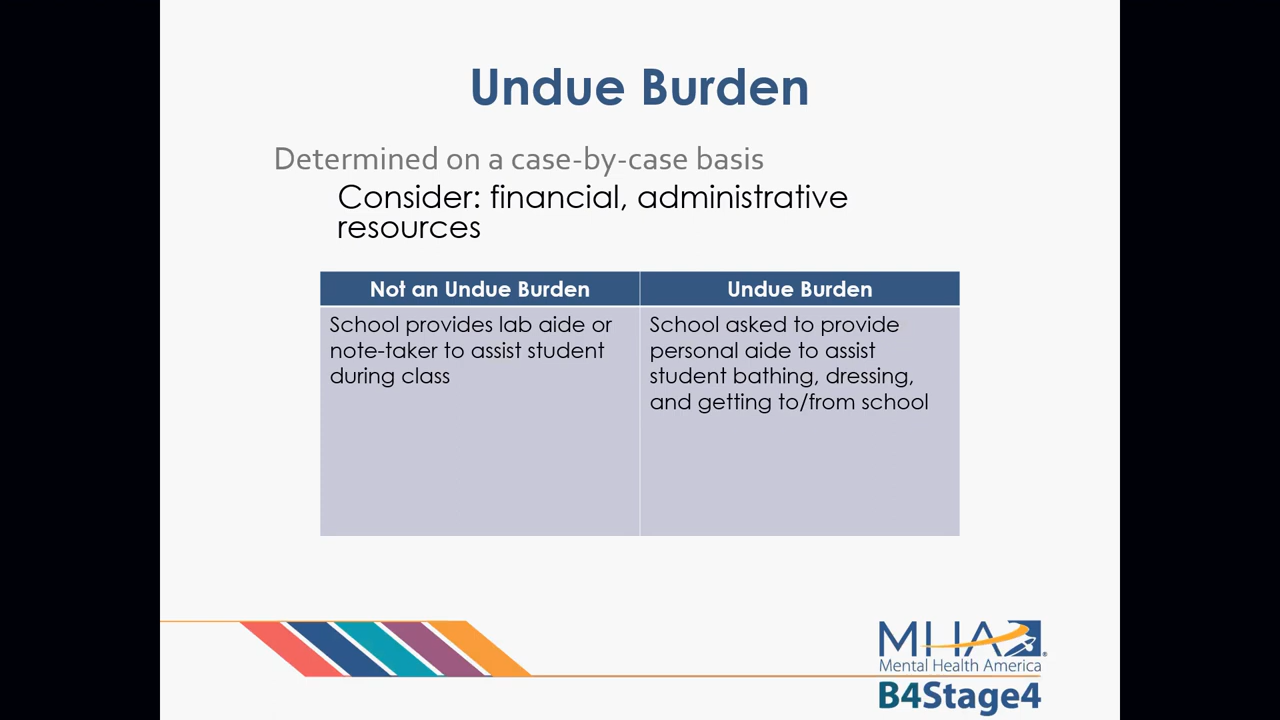 Undue Burden
Determined on a case-by-case basis
Consider: financial, administrative
resources
Not an Undue Burden
School provides lab aide or
note-taker to assist student
during class
Undue Burden
School asked to provide
personal aide to assist
student bathing, dressing,
and getting to/from school
MHA
Mental Health America
B4Stage4